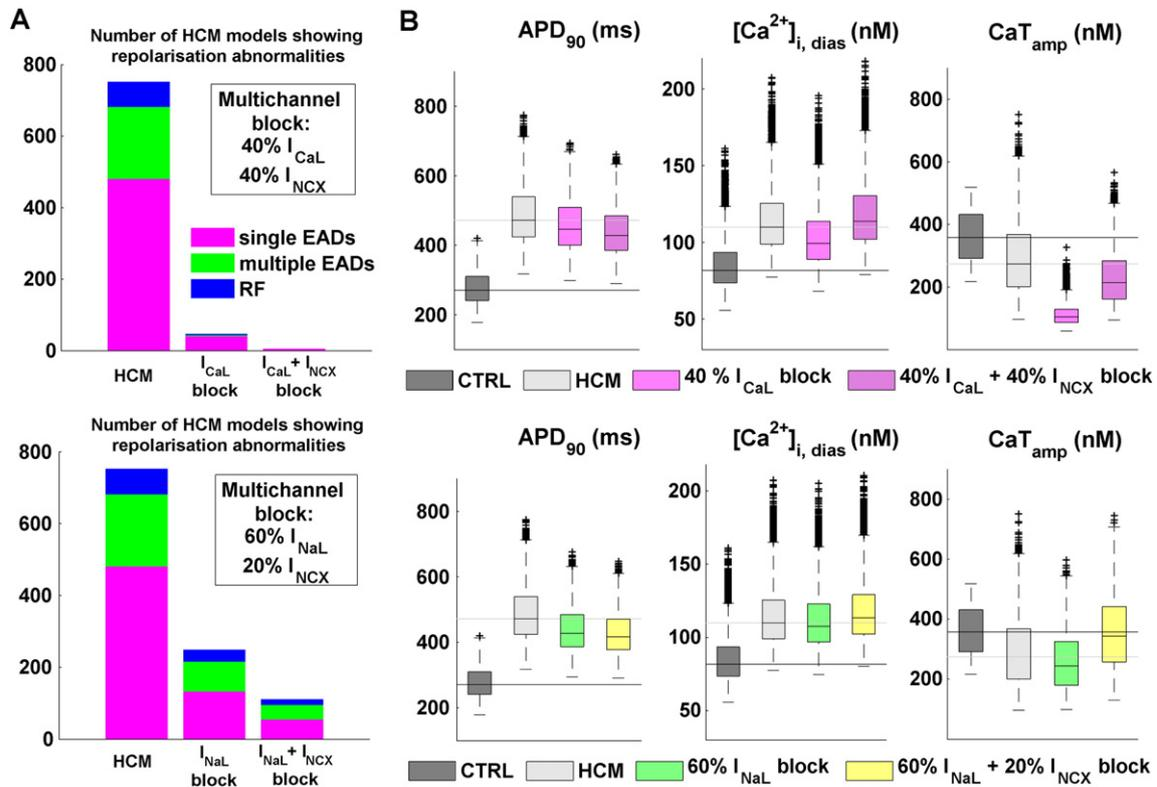 A
Number of HCM models showing
repolarisation abnormalities
800
600
400
200
0
Multichannel
block:
40% I_CaL
40% I_NCX
single EADs
multiple EADs
RF
HCM
I_CaL block
I_CaL + I_NCX block
B
APD_90 (ms)
800
600
400
200
[Ca^2+]_i, dias (nM)
200
150
100
50
CaT_amp (nM)
800
600
400
200
CTRL
HCM
40 % I_CaL block
40% I_CaL + 40% I_NCX block
Number of HCM models showing
repolarisation abnormalities
800
600
400
200
0
Multichannel
block:
60% I_NaL
20% I_NCX
HCM
I_NaL block
I_NaL + I_NCX block
APD_90 (ms)
800
600
400
200
[Ca^2+]_i, dias (nM)
200
150
100
50
CaT_amp (nM)
800
600
400
200
CTRL
HCM
60% I_NaL block
60% I_NaL + 20% I_NCX block